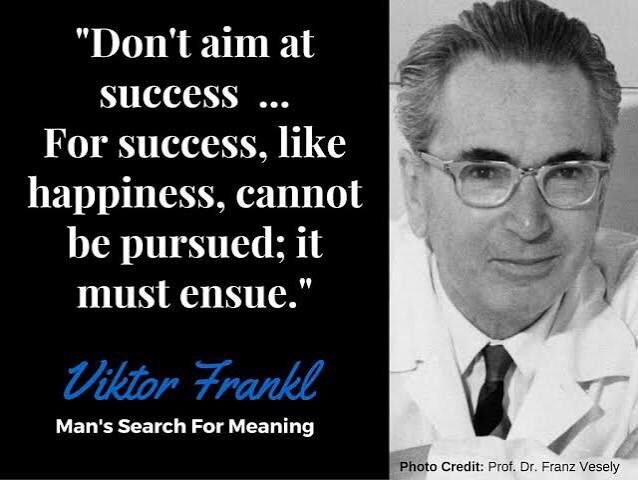 "Don't aim at
success ...
For success, like
happiness, cannot
be pursued; it
must ensue."
Viktor Frankl
Man's Search For Meaning
Photo Credit: Prof. Dr. Franz Vesely